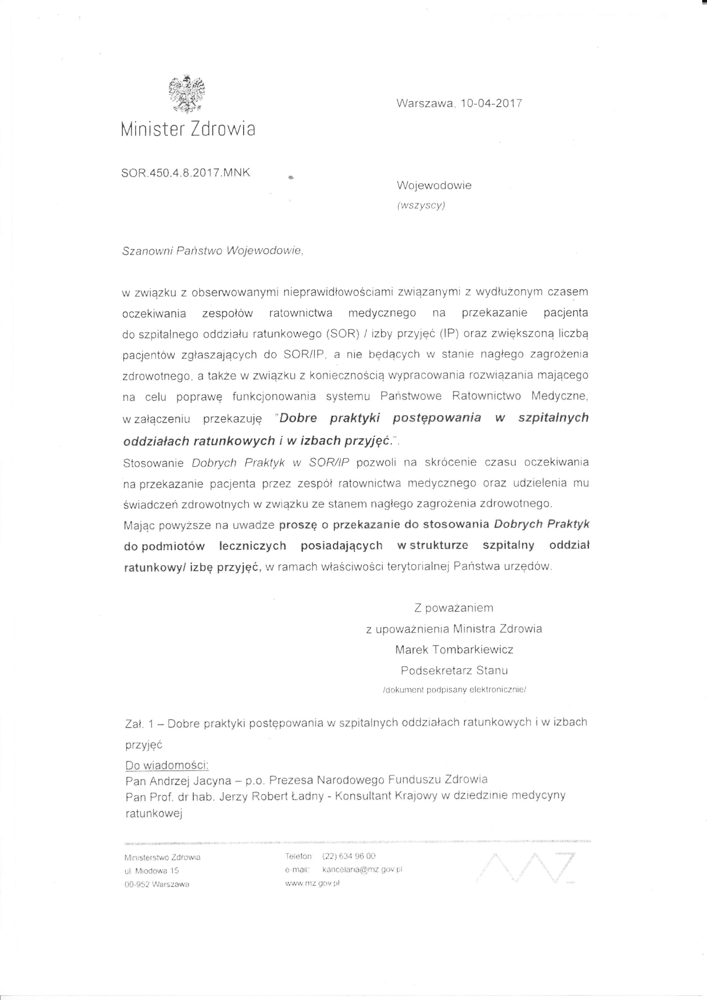 Warszawa, 10-04-2017
Minister Zdrowia
SOR.450.4.8.2017.MNK
Wojewodowie
(wszyscy)
Szanowni Państwo Wojewodowie,
w związku z obserwowanymi nieprawidłowościami związanymi z wydłużonym czasem
oczekiwania zespołów ratownictwa medycznego na przekazanie pacjenta
do szpitalnego oddziału ratunkowego (SOR) / izby przyjęć (IP) oraz zwiększoną liczbą
pacjentów zgłaszających do SOR/IP, a nie będących w stanie nagłego zagrożenia
zdrowotnego, a także w związku z koniecznością wypracowania rozwiązania mającego
na celu poprawę funkcjonowania systemu Państwowe Ratownictwo Medyczne,
w załączeniu przekazuję "Dobre praktyki postępowania w szpitalnych
oddziałach ratunkowych i w izbach przyjęć.".
Stosowanie Dobrych Praktyk w SOR/IP pozwoli na skrócenie czasu oczekiwania
na przekazanie pacjenta przez zespół ratownictwa medycznego oraz udzielenia mu
świadczeń zdrowotnych w związku ze stanem nagłego zagrożenia zdrowotnego.
Mając powyższe na uwadze proszę o przekazanie do stosowania Dobrych Praktyk
do podmiotów leczniczych posiadających w strukturze szpitalny oddział
ratunkowy/ izbę przyjęć, w ramach właściwości terytorialnej Państwa urzędów.
Z poważaniem
z upoważnienia Ministra Zdrowia
Marek Tombarkiewicz
Podsekretarz Stanu
/dokument podpisany elektronicznie/
Zał. 1 – Dobre praktyki postępowania w szpitalnych oddziałach ratunkowych i w izbach
przyjęć
Do wiadomości:
Pan Andrzej Jacyna – p.o. Prezesa Narodowego Funduszu Zdrowia
Pan Prof. dr hab. Jerzy Robert Ładny - Konsultant Krajowy w dziedzinie medycyny
ratunkowej
Ministerstwo Zdrowia
ul. Miodowa 15
00-952 Warszawa
Telefon (22) 634 96 00
e-mail: kancelaria@mz.gov.pl
www.mz.gov.pl
MZ